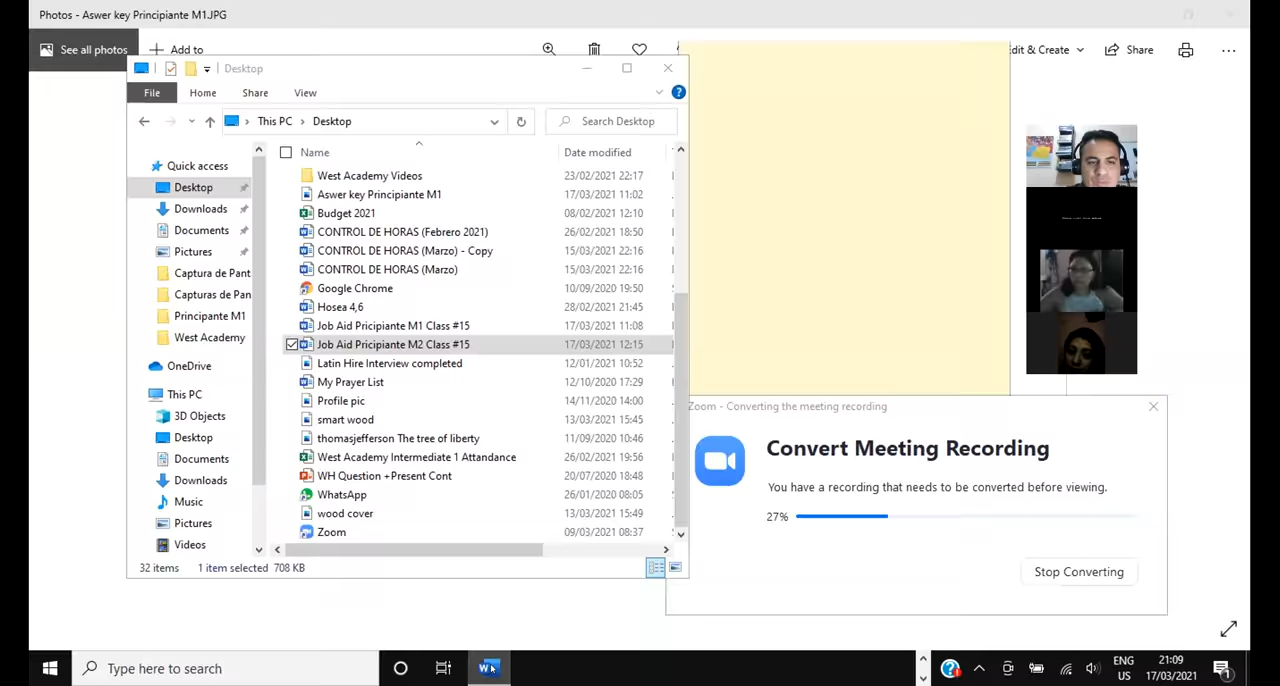 Photos - Aswer key Principiante M1.JPG
See all photos
Add to
dit & Create
Share
Desktop
File Home Share View
This PC Desktop
Search Desktop
Name Date modified
Quick access
Desktop
Downloads
Documents
Pictures
Captura de Pant
Capturas de Pan
Principante M1
West Academy
OneDrive
This PC
3D Objects
Desktop
Documents
Downloads
Music
Pictures
Videos
West Academy Videos 23/02/2021 22:17
Aswer key Principiante M1 17/03/2021 11:02
Budget 2021 08/02/2021 12:10
CONTROL DE HORAS (Febrero 2021) 26/02/2021 18:50
CONTROL DE HORAS (Marzo) - Copy 15/03/2021 22:16
CONTROL DE HORAS (Marzo) 15/03/2021 22:16
Google Chrome 10/09/2020 19:50
Hosea 4,6 28/02/2021 21:45
Job Aid Pricipiante M1 Class #15 17/03/2021 11:08
Job Aid Pricipiante M2 Class #15 17/03/2021 12:15
Latin Hire Interview completed 12/01/2021 10:52
My Prayer List 12/10/2020 17:29
Profile pic 14/11/2020 14:00
smart wood 13/03/2021 15:45
thomasjefferson The tree of liberty 11/09/2020 10:46
West Academy Intermediate 1 Attandance 26/02/2021 19:56
WH Question +Present Cont 20/07/2020 18:48
WhatsApp 26/01/2020 08:05
wood cover 13/03/2021 15:49
Zoom 09/03/2021 08:37
32 items 1 item selected 708 KB
Zoom - Converting the meeting recording
Convert Meeting Recording
You have a recording that needs to be converted before viewing.
27%
Stop Converting
Type here to search
ENG
US
21:09
17/03/2021
1